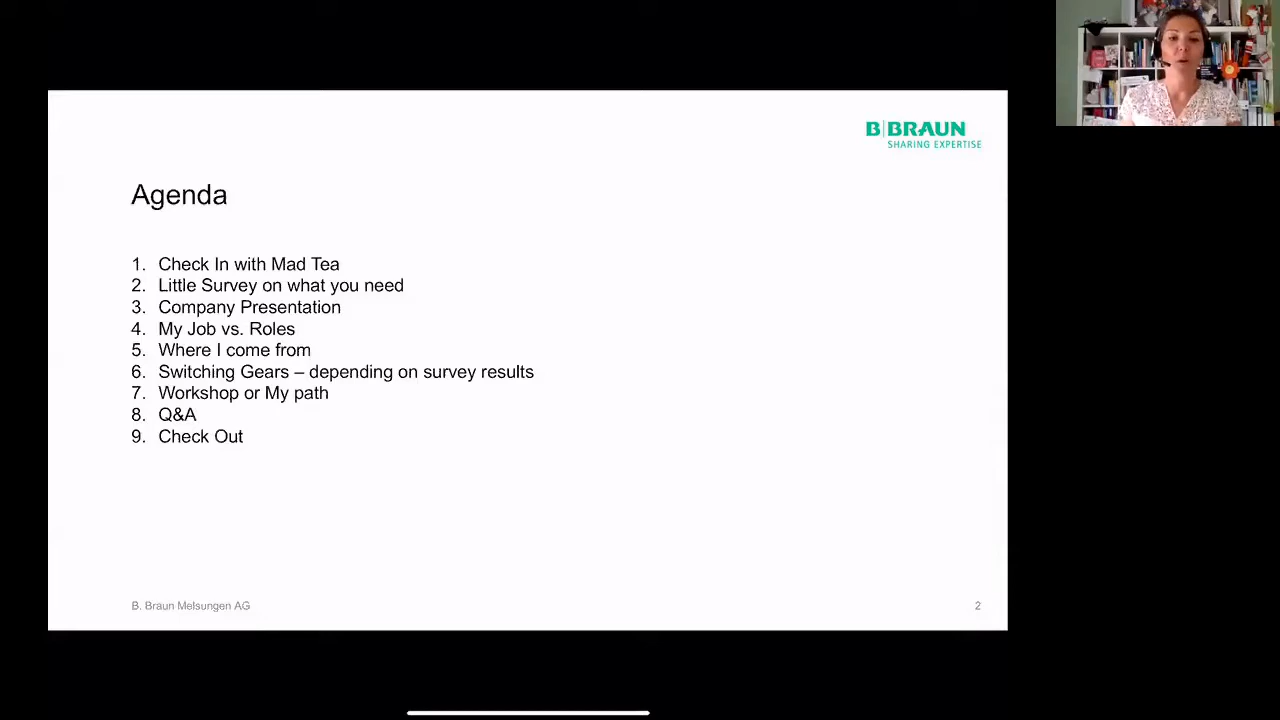 B|BRAUN
SHARING EXPERTISE
Agenda
1. Check In with Mad Tea
2. Little Survey on what you need
3. Company Presentation
4. My Job vs. Roles
5. Where I come from
6. Switching Gears – depending on survey results
7. Workshop or My path
8. Q&A
9. Check Out
B. Braun Melsungen AG
2